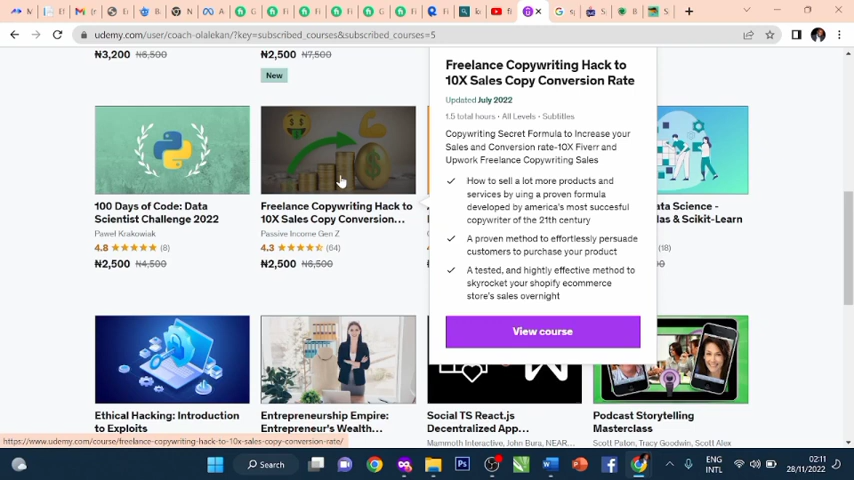 udemy.com/user/coach-olalekan/?key=subscribed_courses&subscribed_courses=5
₦3,200 ₦6,500
₦2,500 ₦7,500
New
Freelance Copywriting Hack to
10X Sales Copy Conversion Rate
Updated July 2022
1.5 total hours • All Levels • Subtitles
Copywriting Secret Formula to Increase your
Sales and Conversion rate-10X Fiverr and
Upwork Freelance Copywriting Sales
How to sell a lot more products and
services by uing a proven formula
developed by america's most succesful
copywriter of the 21th century
A proven method to effortlessly persuade
customers to purchase your product
A tested, and hightly effective method to
skyrocket your shopify ecommerce
store's sales overnight
View course
100 Days of Code: Data
Scientist Challenge 2022
Pawel Krakowiak
4.8 (8)
₦2,500 ₦4,500
Freelance Copywriting Hack to
10X Sales Copy Conversion...
Passive Income Gen Z
4.3 (64)
₦2,500 ₦6,500
ata Science -
& Scikit-Learn
(18)
Ethical Hacking: Introduction
to Exploits
Entrepreneurship Empire:
Entrepreneur's Wealth...
Social TS React.js
Decentralized App...
Mammoth Interactive, John Bura, NEAR...
Podcast Storytelling
Masterclass
Scott Paton, Tracy Goodwin, Scott Alex
https://www.udemy.com/course/freelance-copywriting-hack-to-10x-sales-copy-conversion-rate/
Search
ENG
INTL
02:11
28/11/2022